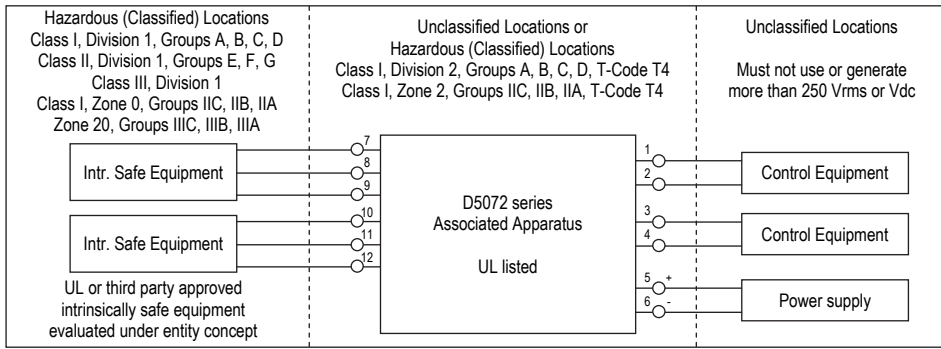 Hazardous (Classified) Locations
Class I, Division 1, Groups A, B, C, D
Class II, Division 1, Groups E, F, G
Class III, Division 1
Class I, Zone 0, Groups IIC, IIB, IIA
Zone 20, Groups IIIC, IIIB, IIIA
Intr. Safe Equipment
Intr. Safe Equipment
UL or third party approved
intrinsically safe equipment
evaluated under entity concept
Unclassified Locations or
Hazardous (Classified) Locations
Class I, Division 2, Groups A, B, C, D, T-Code T4
Class I, Zone 2, Groups IIC, IIB, IIA, T-Code T4
7
8
9
10
11
12
D5072 series
Associated Apparatus
UL listed
1
2
3
4
5 +
6 -
Unclassified Locations
Must not use or generate
more than 250 Vrms or Vdc
Control Equipment
Control Equipment
Power supply